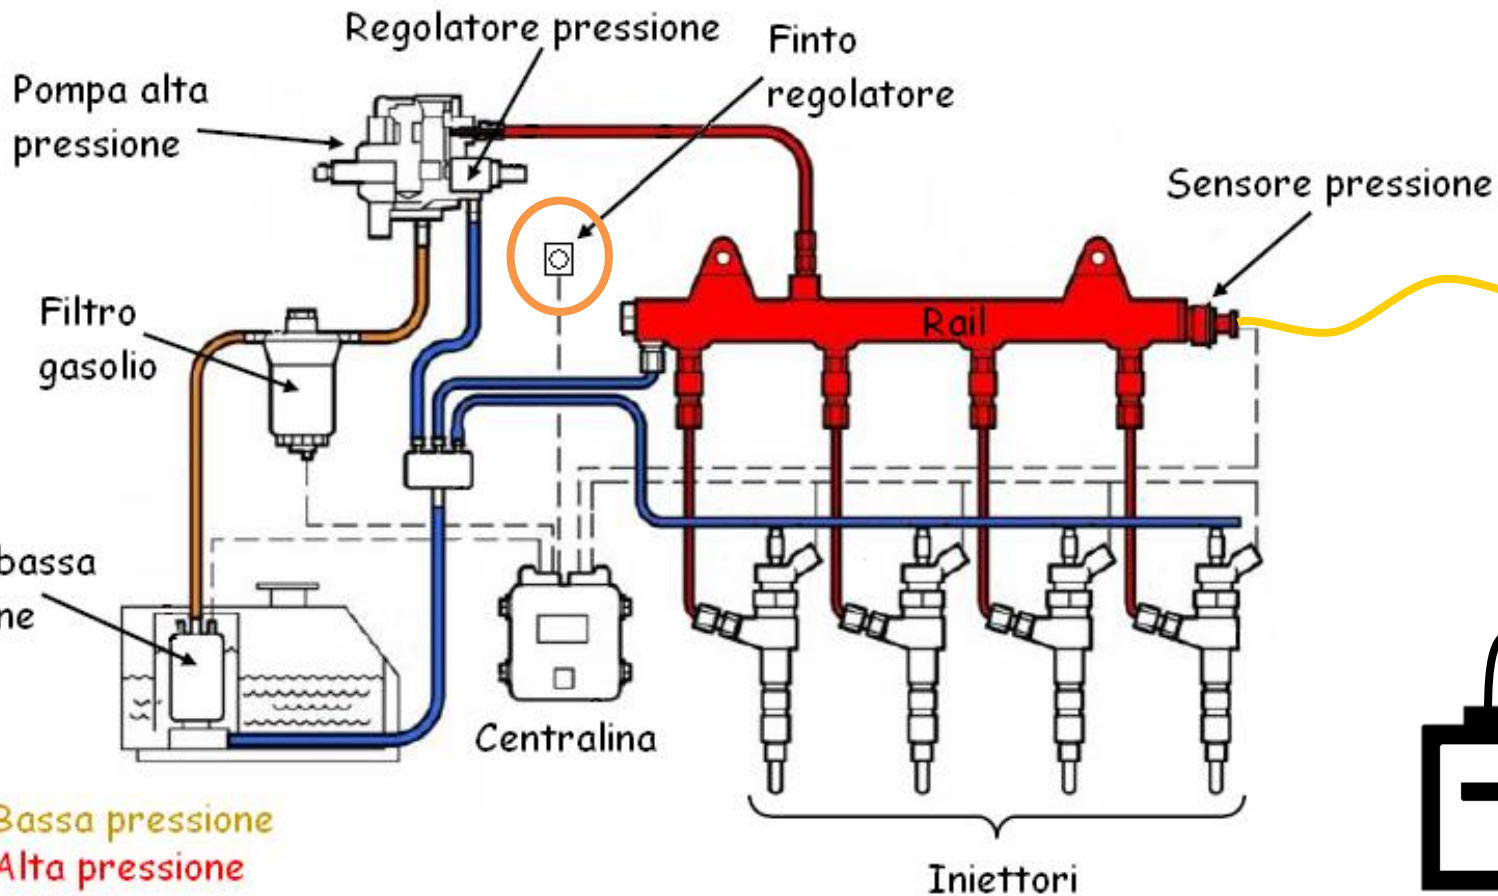 Regolatore pressione
Finto
regolatore
Pompa alta
pressione
Sensore pressione
Filtro
gasolio
Rail
bassa
ne
Centralina
Bassa pressione
Alta pressione
Iniettori